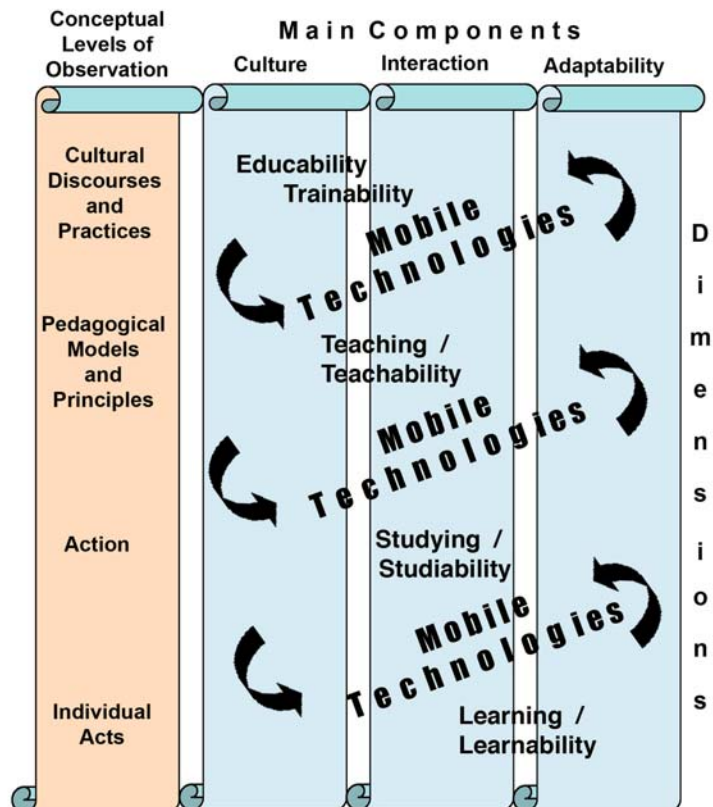 Conceptual
Levels of
Observation
Main Components
Culture
Interaction
Adaptability
Cultural
Discourses
and
Practices
Educability
Trainability
Mobile
Technologies
Pedagogical
Models
and
Principles
Teaching /
Teachability
Mobile
Technologies
Action
Studying /
Studiability
Mobile
Technologies
Individual
Acts
Learning /
Learnability
Dimensions